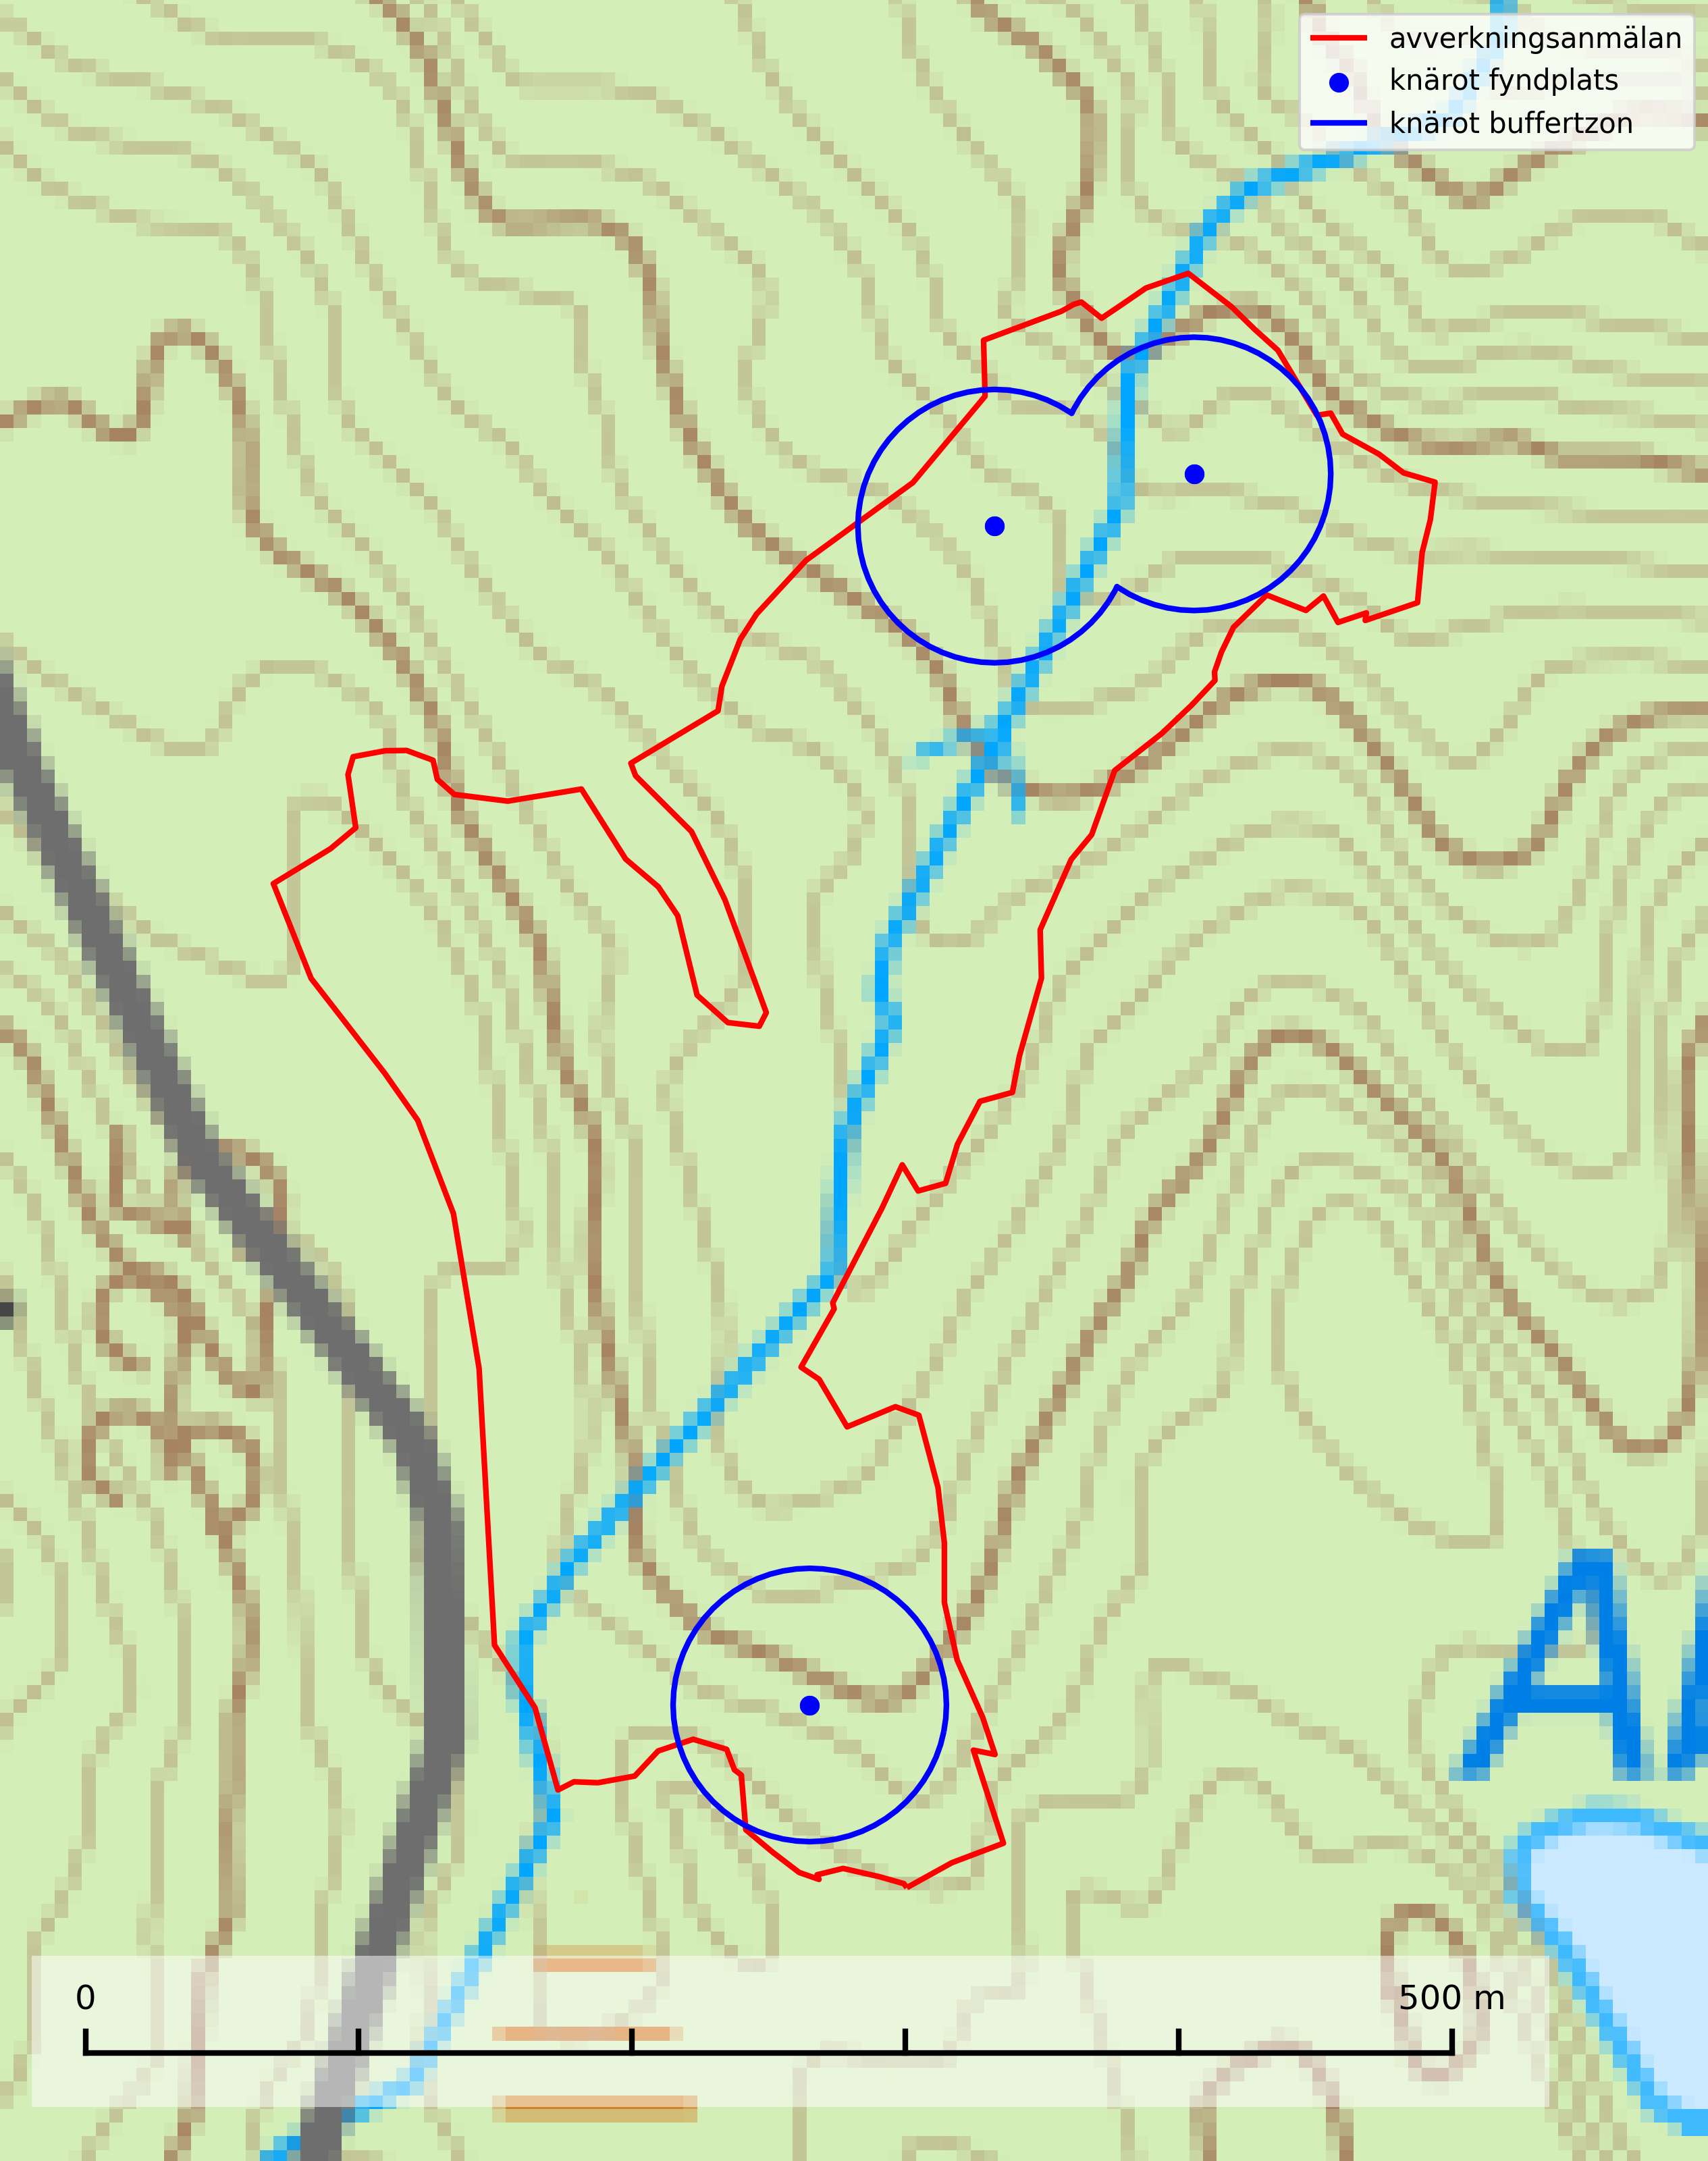 avverkningsanmälan
knärot fyndplats
knärot buffertzon
A
0
500 m